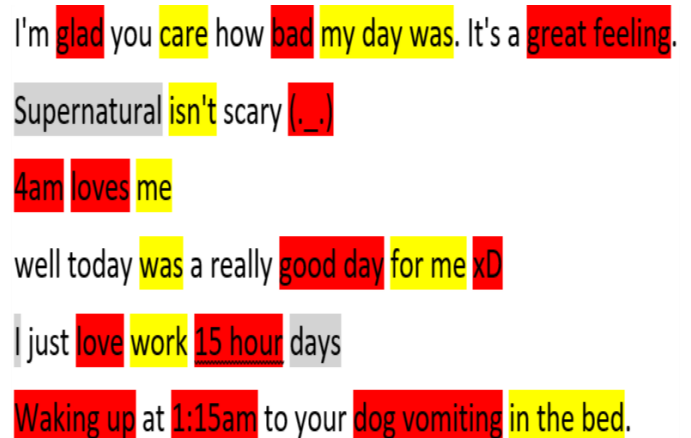 I'm glad you care how bad my day was. It's a great feeling.
Supernatural isn't scary (._.)
4am loves me
well today was a really good day for me xD
I just love work 15 hour days
Waking up at 1:15am to your dog vomiting in the bed.